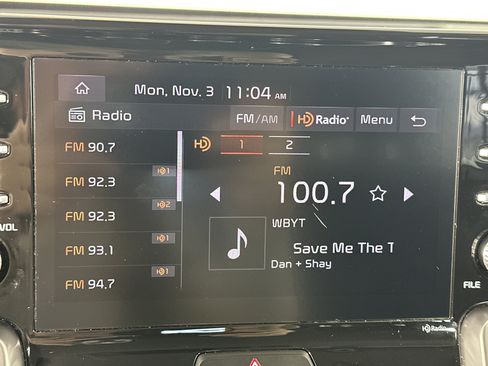 Mon, Nov. 3 11:04 AM
Radio FM/AM HD Radio Menu
FM 90.7
HD 1 2
FM 92.3 HD1
FM
100.7
FM 92.3 HD2
WBYT
FM 93.1 HD1
Save Me The T
Dan + Shay
FM 94.7 HD1
VOL
FILE
HD Radio